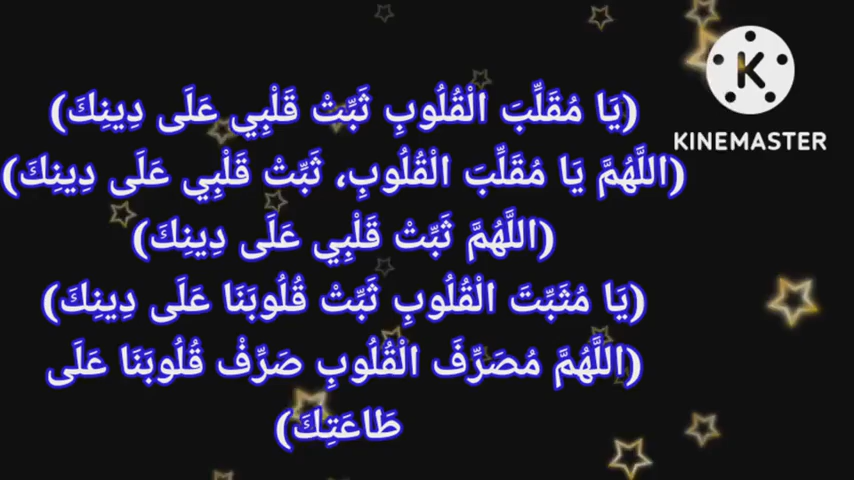 (يَا مُقَلِّبَ الْقُلُوبِ ثَبِّتْ قَلْبِي عَلَى دِينِكَ)
(اللَّهُمَّ يَا مُقَلِّبَ الْقُلُوبِ، ثَبِّتْ قَلْبِي عَلَى دِينِكَ)
(اللَّهُمَّ ثَبِّتْ قَلْبِي عَلَى دِينِكَ)
(يَا مُثَبِّتَ الْقُلُوبِ ثَبِّتْ قُلُوبَنَا عَلَى دِينِكَ)
(اللَّهُمَّ مُصَرِّفَ الْقُلُوبِ صَرِّفْ قُلُوبَنَا عَلَى
طَاعَتِكَ)
K
KINEMASTER